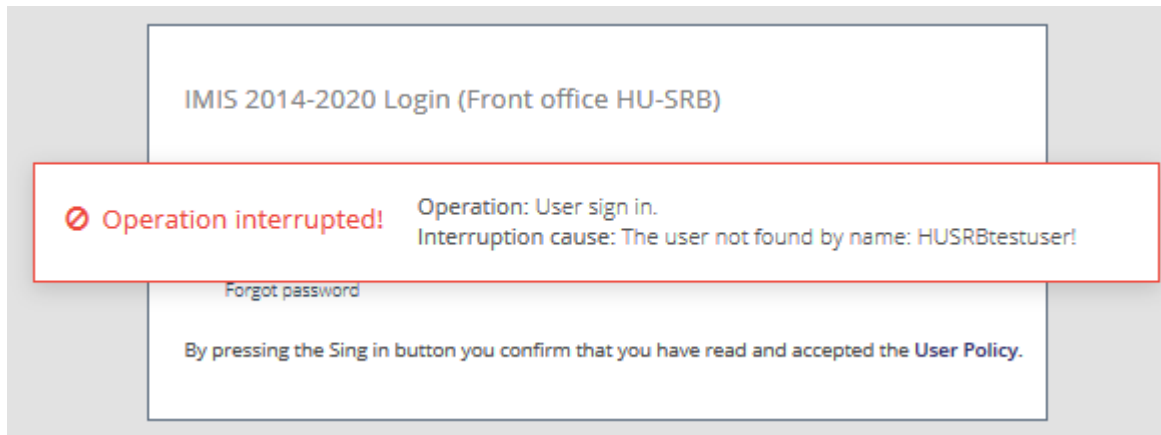 IMIS 2014-2020 Login (Front office HU-SRB)
Operation interrupted!
Operation: User sign in.
Interruption cause: The user not found by name: HUSRBtestuser!
Forgot password
By pressing the Sing in button you confirm that you have read and accepted the User Policy.